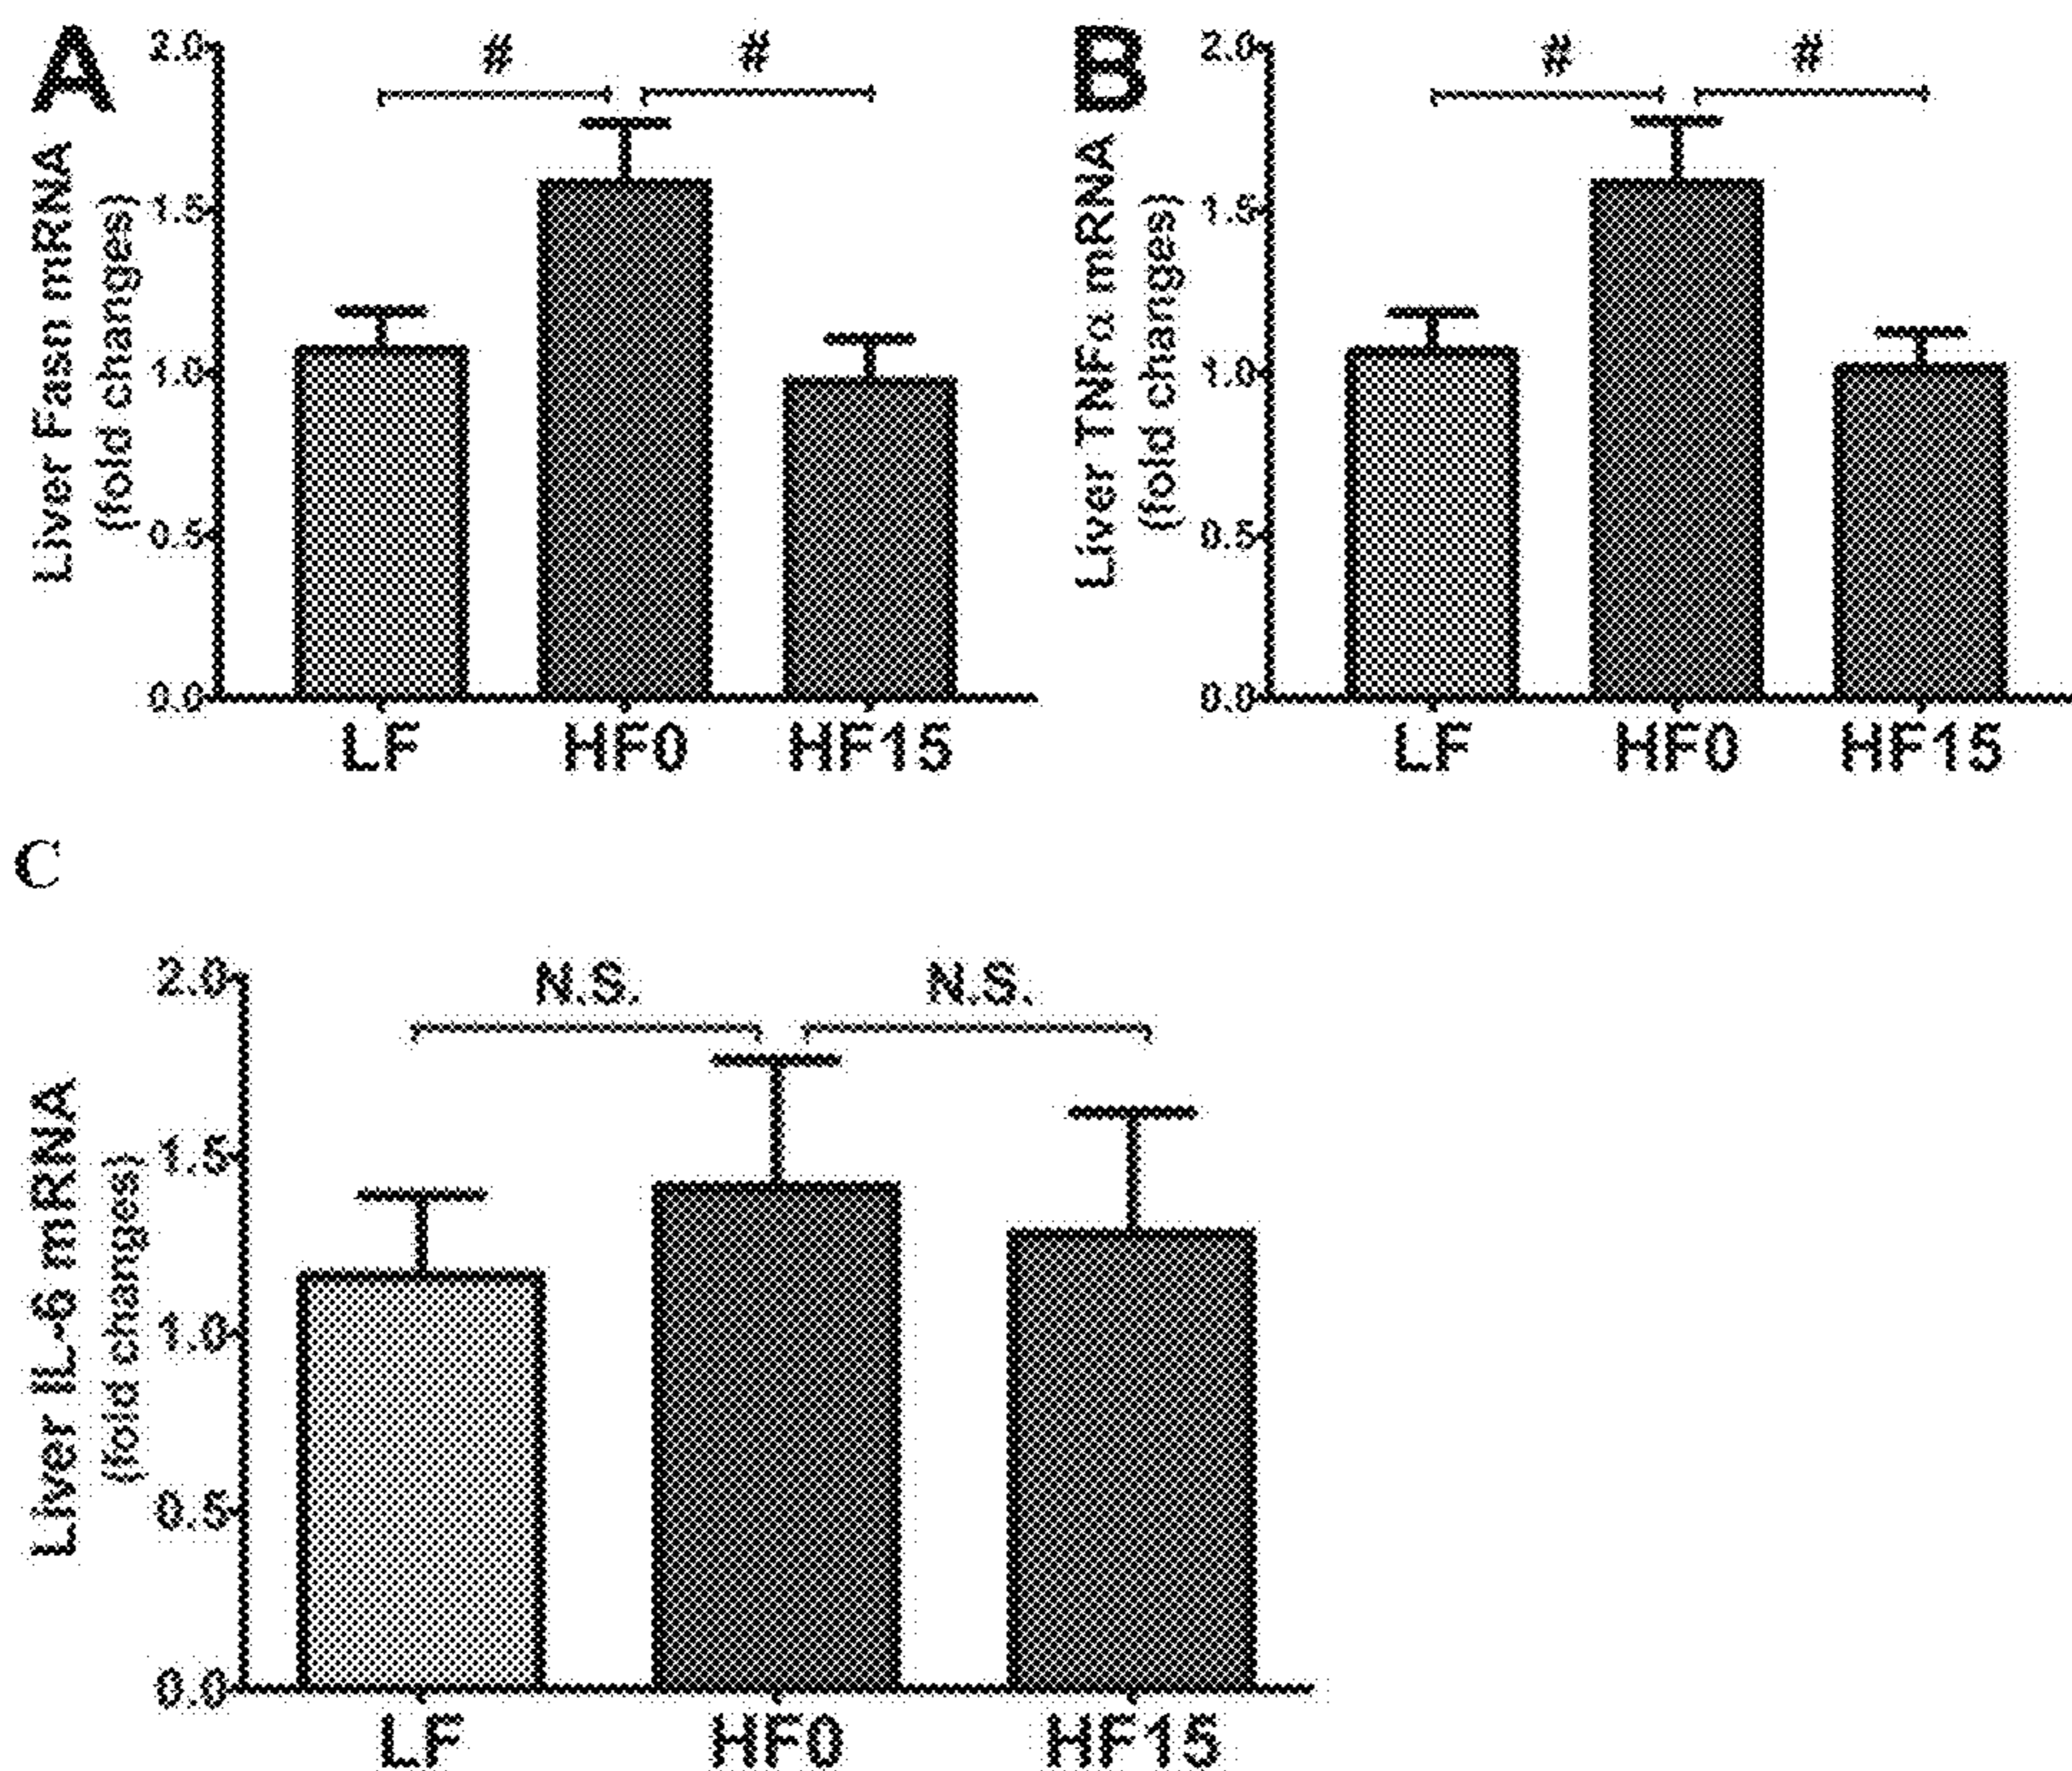 A
Liver Fasn mRNA
(fold changes)
2.0
1.5
1.0
0.5
0.0
# #
LF HF0 HF15
B
Liver TNFα mRNA
(fold changes)
2.0
1.5
1.0
0.5
0.0
# #
LF HF0 HF15
C
Liver IL-6 mRNA
(fold changes)
2.0
1.5
1.0
0.5
0.0
N.S. N.S.
LF HF0 HF15